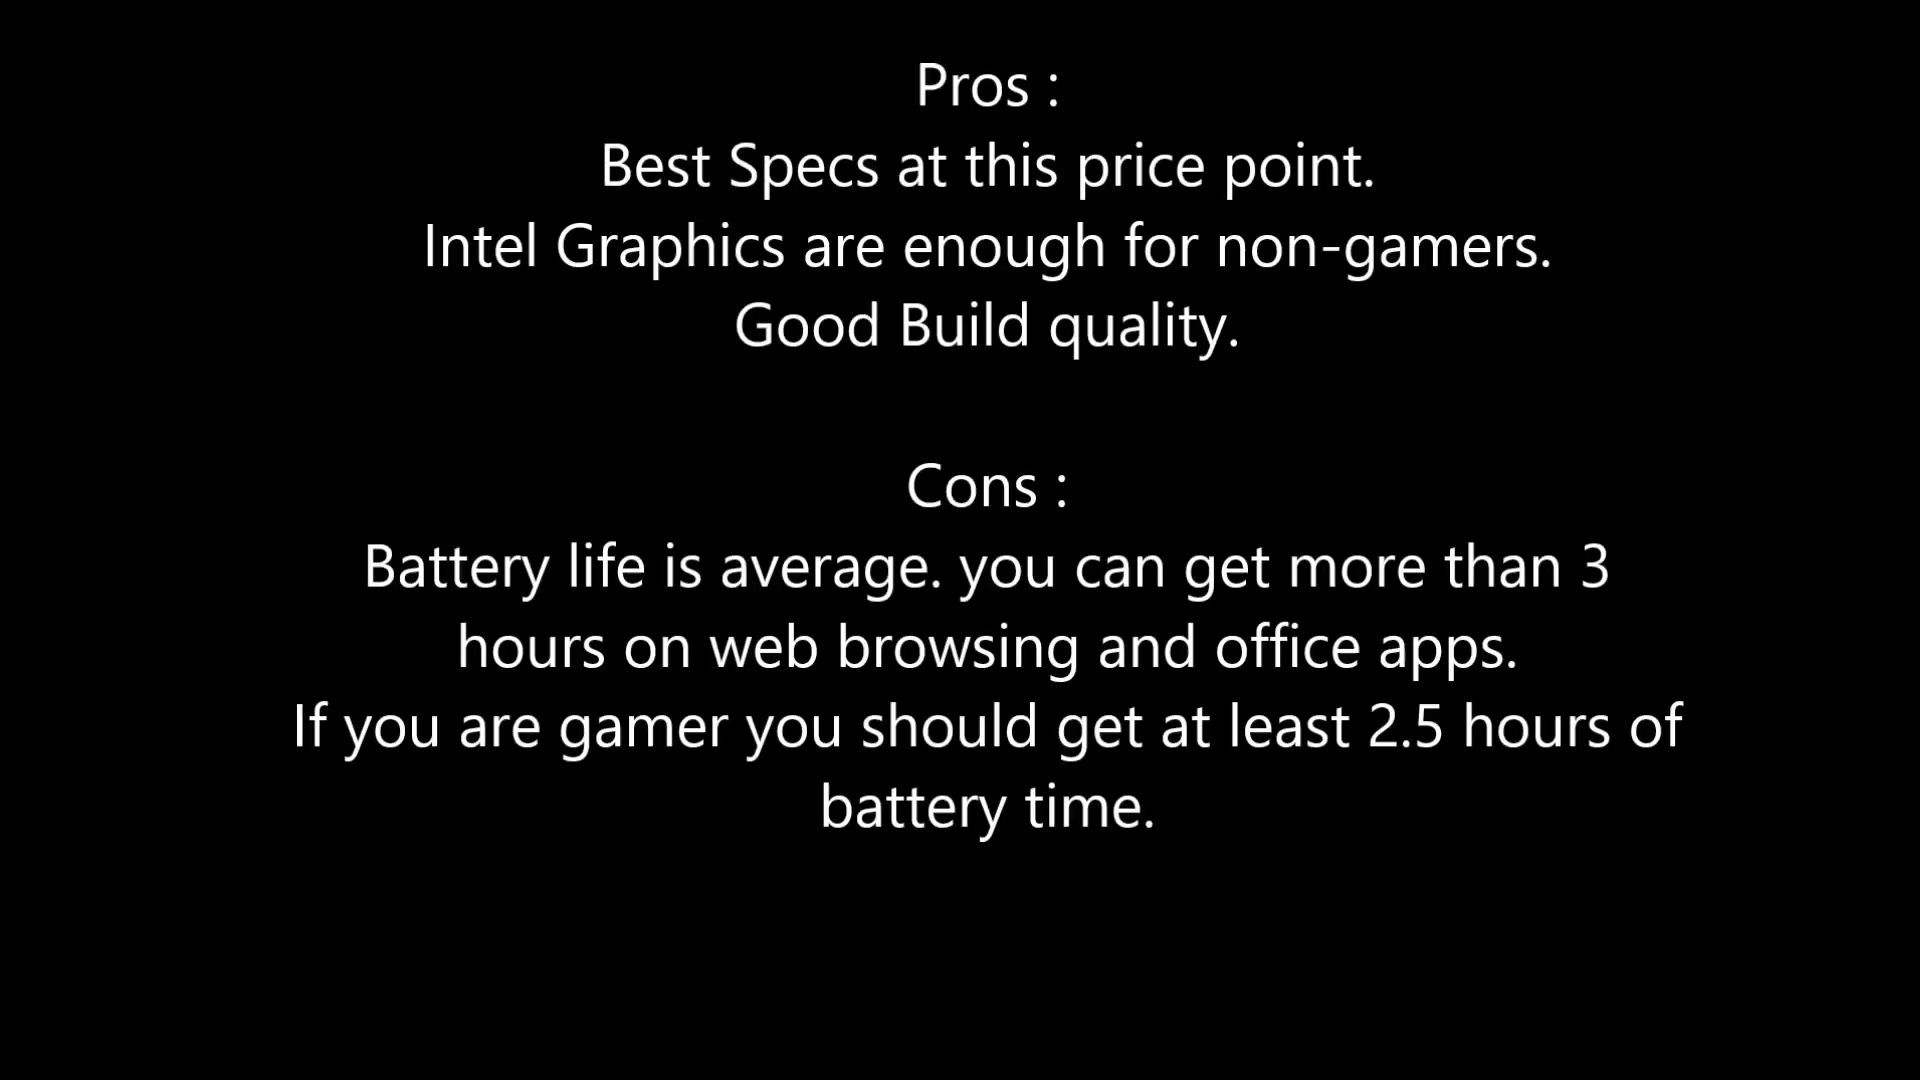 Pros :
Best Specs at this price point.
Intel Graphics are enough for non-gamers.
Good Build quality.
Cons :
Battery life is average. you can get more than 3
hours on web browsing and office apps.
If you are gamer you should get at least 2.5 hours of
battery time.